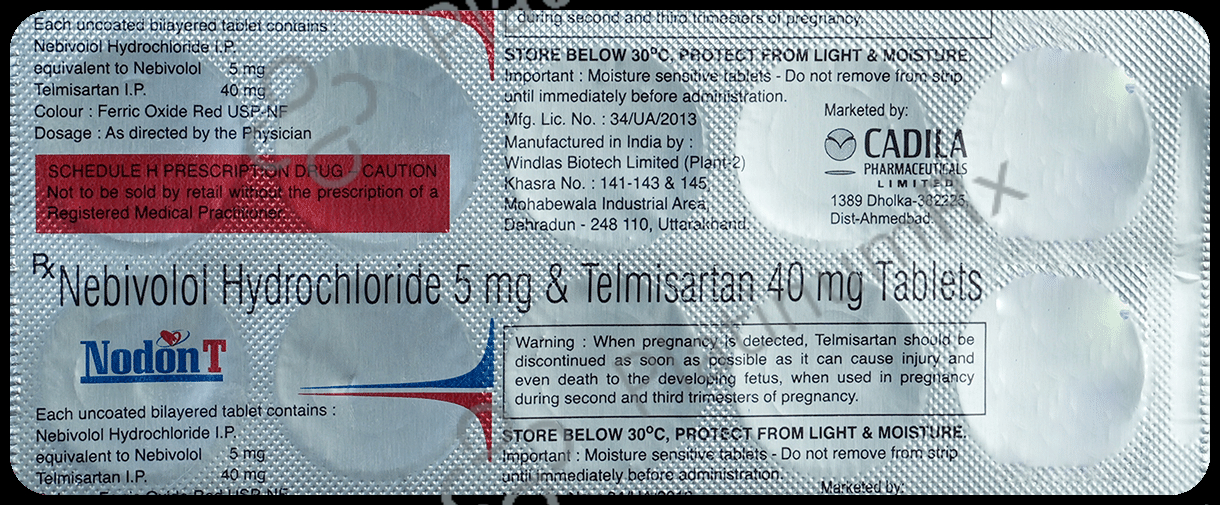 Each uncoated bilayered tablet contains :
Nebivolol Hydrochloride I.P.
equivalent to Nebivolol 5 mg
Telmisartan I.P. 40 mg
Colour : Ferric Oxide Red USP-NF
Dosage : As directed by the Physician
SCHEDULE H PRESCRIPTION DRUG - CAUTION
Not to be sold by retail without the prescription of a
Registered Medical Practitioner.
during second and third trimesters of pregnancy.
STORE BELOW 30°C, PROTECT FROM LIGHT & MOISTURE.
Important : Moisture sensitive tablets - Do not remove from strip
until immediately before administration.
Mfg. Lic. No. : 34/UA/2013
Manufactured in India by :
Windlas Biotech Limited (Plant-2)
Khasra No. : 141-143 & 145,
Mohabewala Industrial Area,
Dehradun - 248 110, Uttarakhand.
Marketed by:
CADILA
PHARMACEUTICALS
LIMITED
1389 Dholka-382225,
Dist-Ahmedbad.
Rx Nebivolol Hydrochloride 5 mg & Telmisartan 40 mg Tablets
Nodon T
Each uncoated bilayered tablet contains :
Nebivolol Hydrochloride I.P.
equivalent to Nebivolol 5 mg
Telmisartan I.P. 40 mg
Ferric Oxide Red USP-NF
Warning : When pregnancy is detected, Telmisartan should be
discontinued as soon as possible as it can cause injury and
even death to the developing fetus, when used in pregnancy
during second and third trimesters of pregnancy.
STORE BELOW 30°C, PROTECT FROM LIGHT & MOISTURE.
Important : Moisture sensitive tablets - Do not remove from strip
until immediately before administration.
Marketed by: